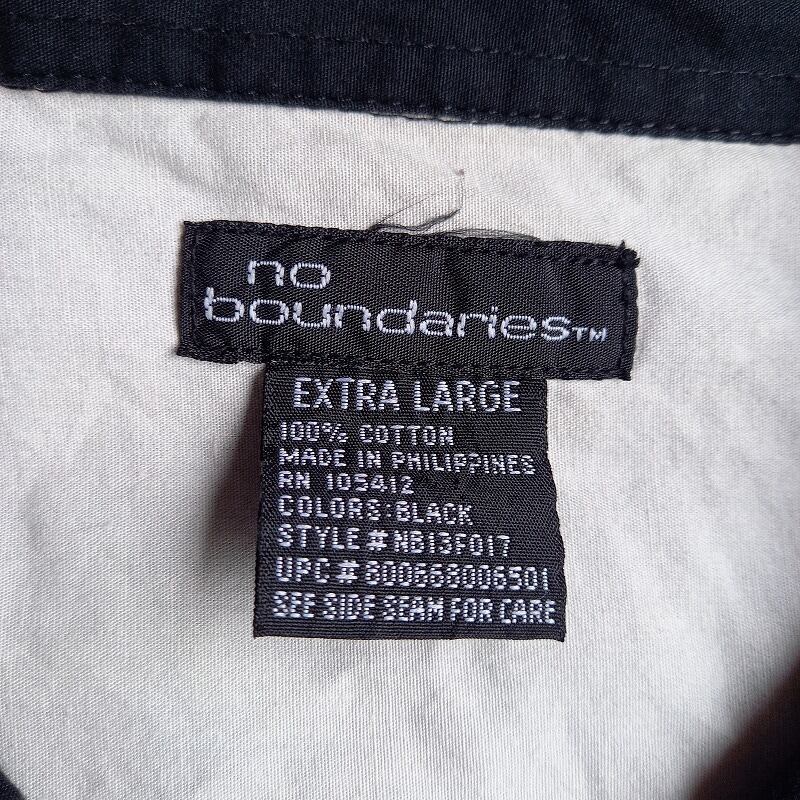 no
boundaries™
EXTRA LARGE
100% COTTON
MADE IN PHILIPPINES
RN 105412
COLORS:BLACK
STYLE#NB13F017
UPC#800668006501
SEE SIDE SEAM FOR CARE